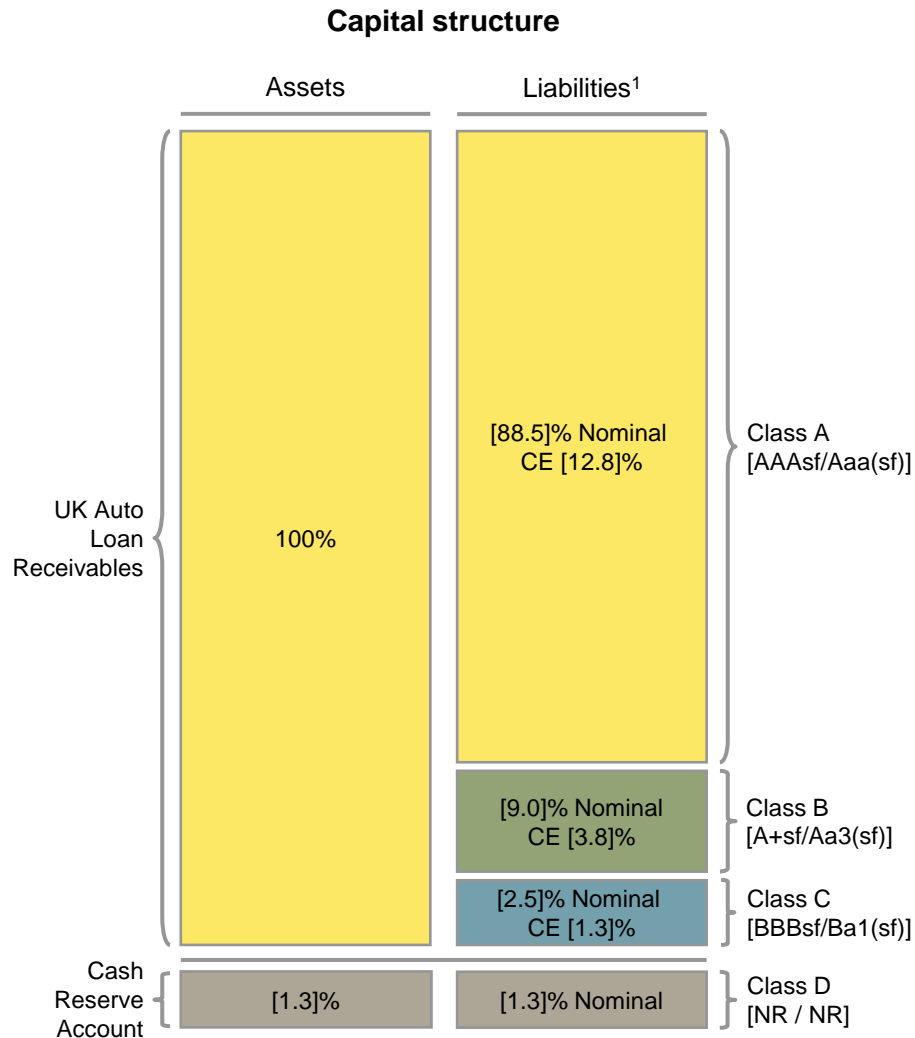 Capital structure
Assets
Liabilities¹
UK Auto
Loan
Receivables
100%
[88.5]% Nominal
CE [12.8]%
Class A
[AAAsf/Aaa(sf)]
[9.0]% Nominal
CE [3.8]%
Class B
[A+sf/Aa3(sf)]
[2.5]% Nominal
CE [1.3]%
Class C
[BBBsf/Ba1(sf)]
Cash
Reserve
Account
[1.3]%
[1.3]% Nominal
Class D
[NR / NR]